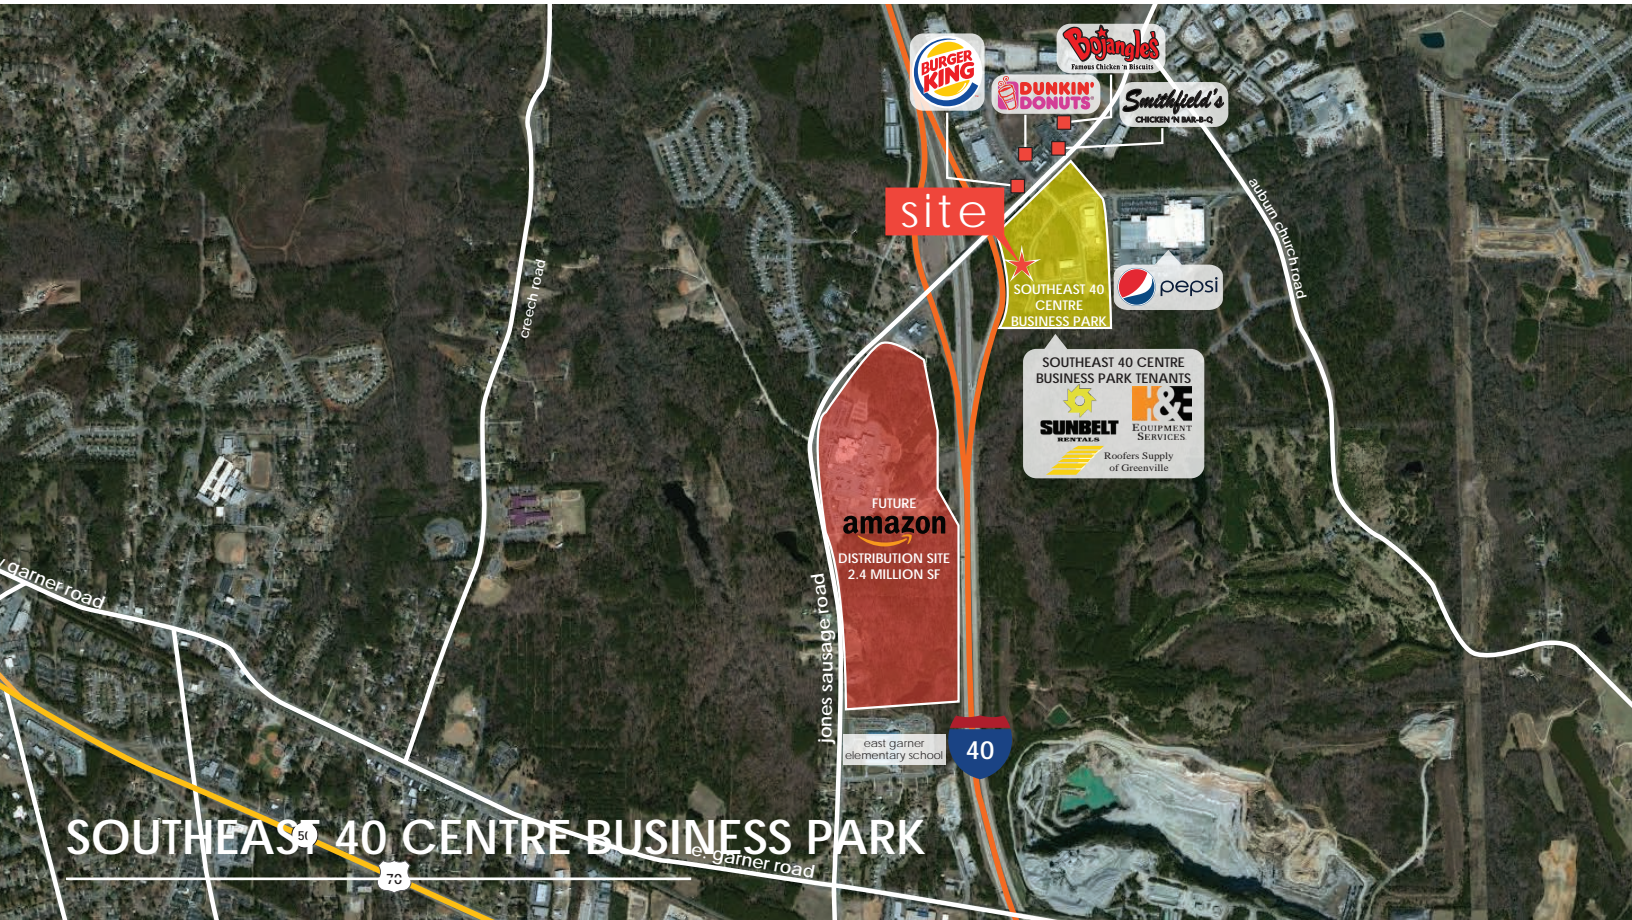 BURGER
KING
DUNKIN'
DONUTS
Bojangles'
Famous Chicken 'n Biscuits
Smithfield's
CHICKEN 'N BAR-B-Q
site
SOUTHEAST 40
CENTRE
BUSINESS PARK
pepsi
auburn church road
creech road
SOUTHEAST 40 CENTRE
BUSINESS PARK TENANTS
SUNBELT
RENTALS
H&E
EQUIPMENT
SERVICES
Roofers Supply
of Greenville
FUTURE
amazon
DISTRIBUTION SITE
2.4 MILLION SF
jones sausage road
garner road
east garner
elementary school
40
SOUTHEAST 40 CENTRE BUSINESS PARK
50
70
e. garner road